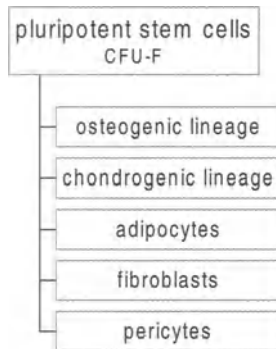 pluripotent stem cells
CFU-F
osteogenic lineage
chondrogenic lineage
adipocytes
fibroblasts
pericytes